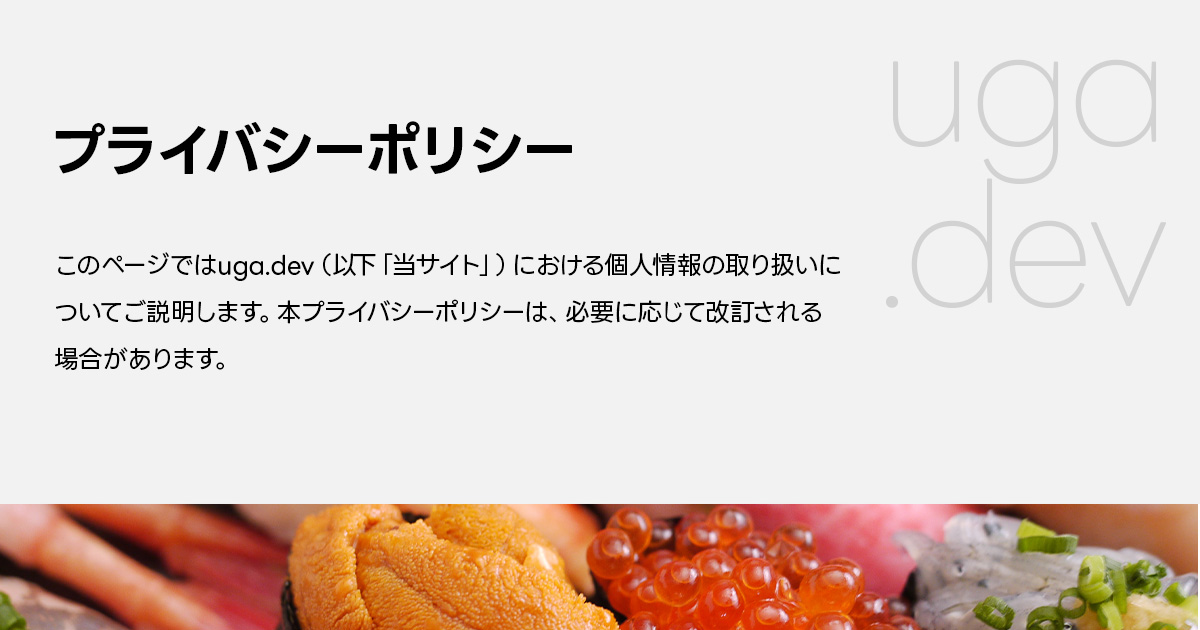 uga
.dev
プライバシーポリシー
このページではuga.dev（以下「当サイト」）における個人情報の取り扱いに
ついてご説明します。本プライバシーポリシーは、必要に応じて改訂される
場合があります。